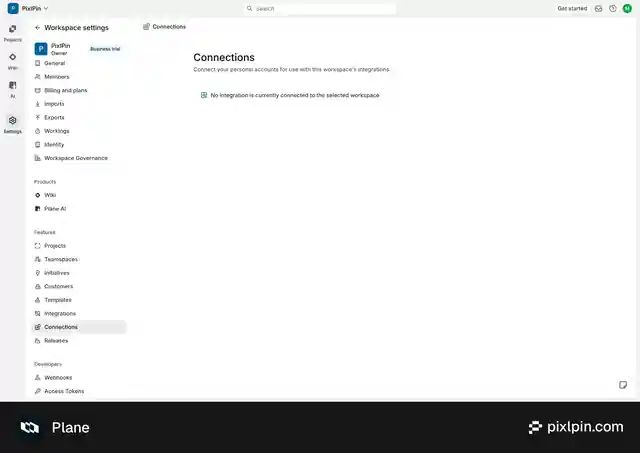 P PixlPin
Search
Get started
M
Projects
Wiki
AI
Settings
Workspace settings
P PixlPin
Owner
Business trial
General
Members
Billing and plans
Imports
Exports
Workings
Identity
Workspace Governance
Products
Wiki
Plane AI
Features
Projects
Teamspaces
Initiatives
Customers
Templates
Integrations
Connections
Releases
Developers
Webhooks
Access Tokens
Connections
Connections
Connect your personal accounts for use with this workspace's integrations.
No integration is currently connected to the selected workspace
Plane
pixlpin.com